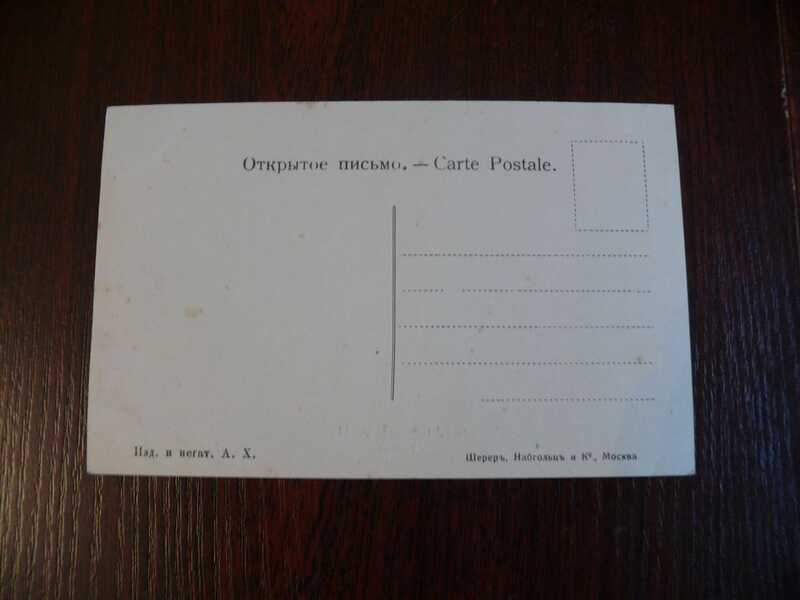 Открытое письмо. — Carte Postale.
Изд. и негат. А. Х.
Шереръ, Набгольцъ и Кº., Москва